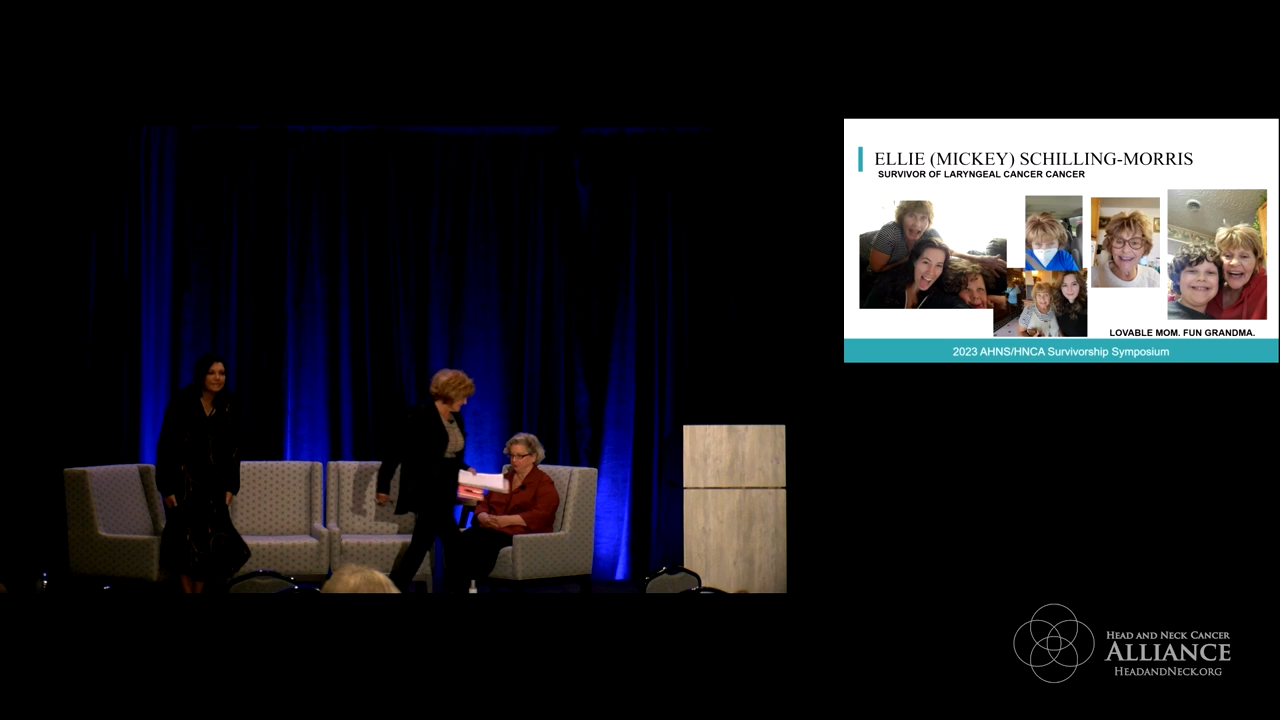 ELLIE (MICKEY) SCHILLING-MORRIS
SURVIVOR OF LARYNGEAL CANCER CANCER
LOVABLE MOM. FUN GRANDMA.
2023 AHNS/HNCA Survivorship Symposium
HEAD AND NECK CANCER
ALLIANCE
HEADANDNECK.ORG